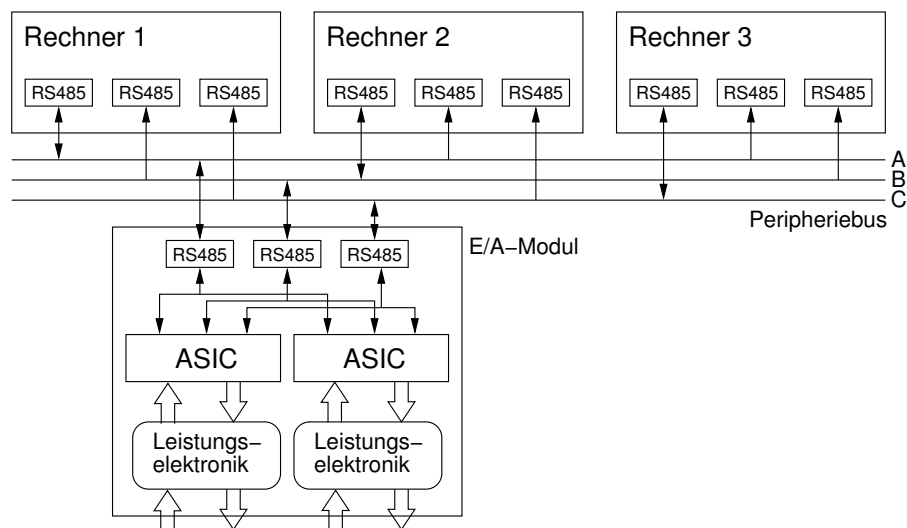 Rechner 1
Rechner 2
Rechner 3
RS485
RS485
RS485
RS485
RS485
RS485
RS485
RS485
RS485
A
B
C
Peripheriebus
E/A−Modul
RS485
RS485
RS485
ASIC
ASIC
Leistungs−
elektronik
Leistungs−
elektronik